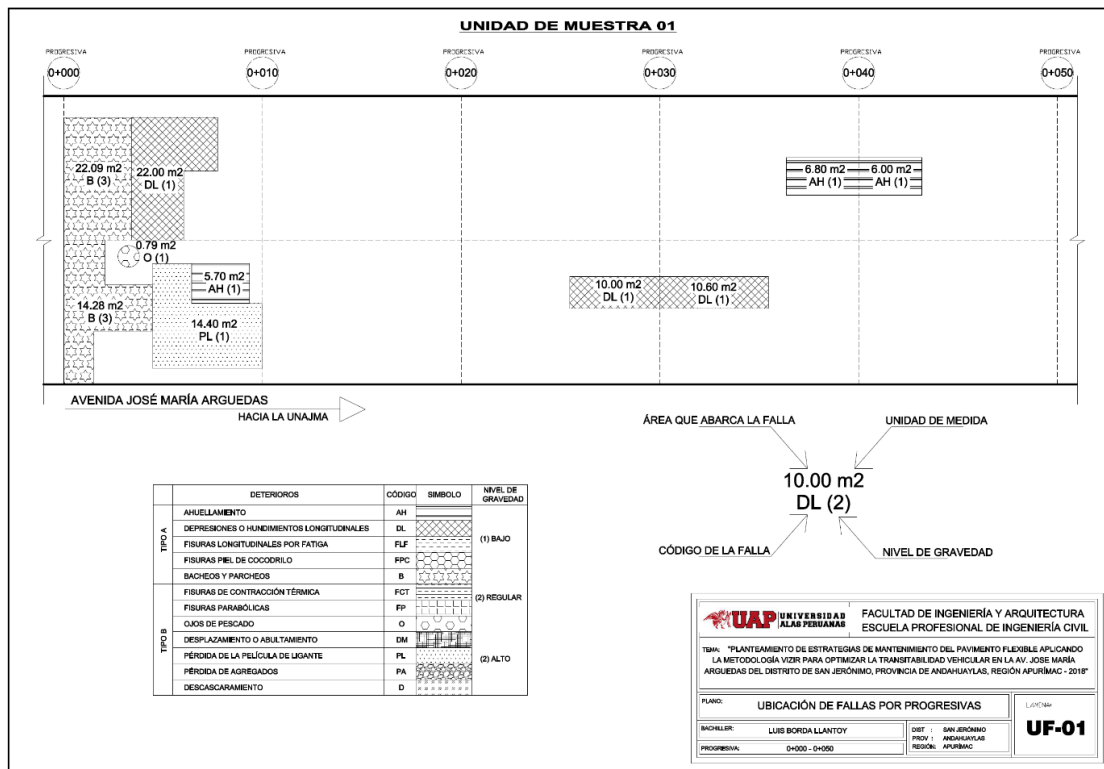 UNIDAD DE MUESTRA 01
PROGRESIVA PROGRESIVA PROGRESIVA PROGRESIVA PROGRESIVA PROGRESIVA
0+000 0+010 0+020 0+030 0+040 0+050
22.09 m2
B (3)
22.00 m2
DL (1)
6.80 m2
AH (1)
6.00 m2
AH (1)
0.79 m2
O (1)
5.70 m2
AH (1)
14.28 m2
B (3)
14.40 m2
PL (1)
10.00 m2
DL (1)
10.60 m2
DL (1)
AVENIDA JOSÉ MARÍA ARGUEDAS
HACIA LA UNAJMA
ÁREA QUE ABARCA LA FALLA
UNIDAD DE MEDIDA
10.00 m2
DL (2)
CÓDIGO DE LA FALLA
NIVEL DE GRAVEDAD
DETERIOROS CÓDIGO SIMBOLO NIVEL DE GRAVEDAD
TIPO A
AHUELLAMIENTO AH
DEPRESIONES O HUNDIMIENTOS LONGITUDINALES DL
FISURAS LONGITUDINALES POR FATIGA FLF
FISURAS PIEL DE COCODRILO FPC
BACHEOS Y PARCHEOS B
TIPO B
FISURAS DE CONTRACCIÓN TÉRMICA FCT
FISURAS PARABÓLICAS FP
OJOS DE PESCADO O
DESPLAZAMIENTO O ABULTAMIENTO DM
PÉRDIDA DE LA PELÍCULA DE LIGANTE PL
PÉRDIDA DE AGREGADOS PA
DESCASCARAMIENTO D
(1) BAJO
(2) REGULAR
(2) ALTO
UAP UNIVERSIDAD ALAS PERUANAS
FACULTAD DE INGENIERÍA Y ARQUITECTURA
ESCUELA PROFESIONAL DE INGENIERÍA CIVIL
TEMA: "PLANTEAMIENTO DE ESTRATEGIAS DE MANTENIMIENTO DEL PAVIMENTO FLEXIBLE APLICANDO
LA METODOLOGÍA VIZIR PARA OPTIMIZAR LA TRANSITABILIDAD VEHICULAR EN LA AV. JOSE MARÍA
ARGUEDAS DEL DISTRITO DE SAN JERÓNIMO, PROVINCIA DE ANDAHUAYLAS, REGIÓN APURÍMAC - 2018"
PLANO: UBICACIÓN DE FALLAS POR PROGRESIVAS
LAMINA:
UF-01
BACHILLER: LUIS BORDA LLANTOY
DIST : SAN JERÓNIMO
PROV : ANDAHUAYLAS
REGIÓN: APURÍMAC
PROGRESIVA: 0+000 - 0+050